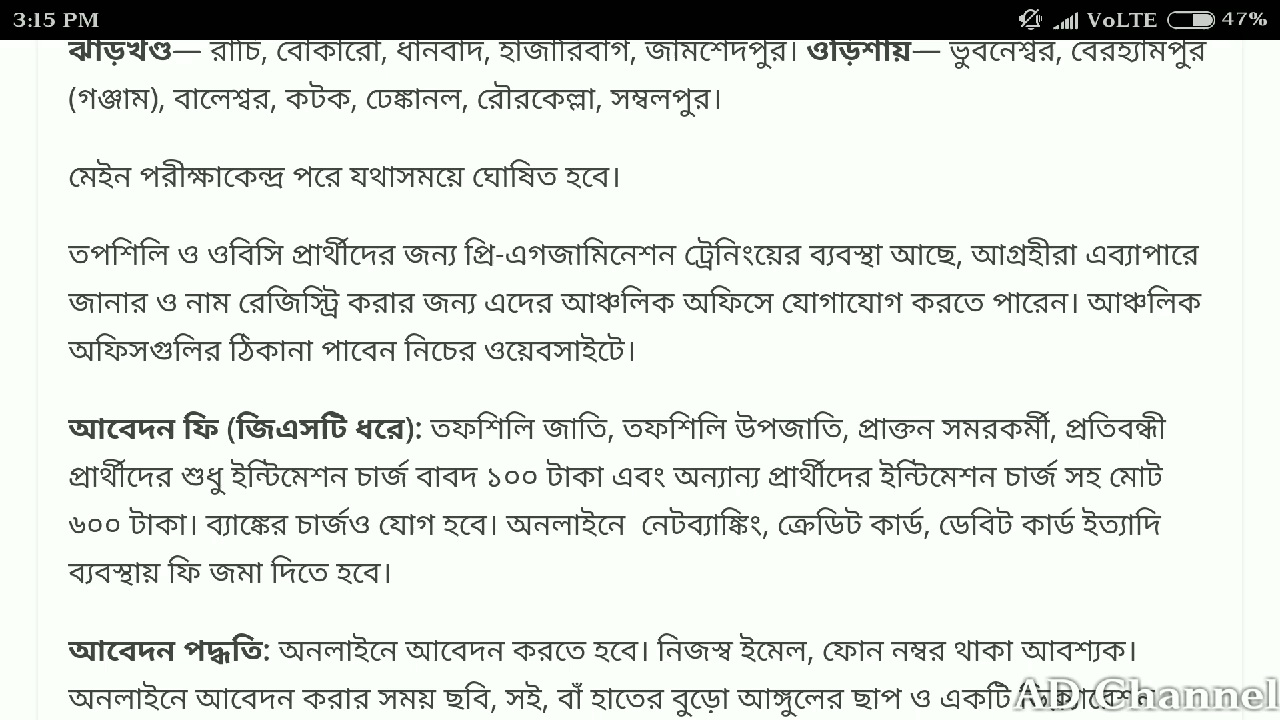 3:15 PM VoLTE 47%
ঝাড়খণ্ড— রাঁচি, বোকারো, ধানবাদ, হাজারিবাগ, জামশেদপুর। ওড়িশায়— ভুবনেশ্বর, বেরহ্যামপুর
(গঞ্জাম), বালেশ্বর, কটক, ঢেঙ্কানল, রৌরকেল্লা, সম্বলপুর।
মেইন পরীক্ষাকেন্দ্র পরে যথাসময়ে ঘোষিত হবে।
তপশিলি ও ওবিসি প্রার্থীদের জন্য প্রি-এগজামিনেশন ট্রেনিংয়ের ব্যবস্থা আছে, আগ্রহীরা এব্যাপারে
জানার ও নাম রেজিস্ট্রি করার জন্য এদের আঞ্চলিক অফিসে যোগাযোগ করতে পারেন। আঞ্চলিক
অফিসগুলির ঠিকানা পাবেন নিচের ওয়েবসাইটে।
আবেদন ফি (জিএসটি ধরে): তফশিলি জাতি, তফশিলি উপজাতি, প্রাক্তন সমরকর্মী, প্রতিবন্ধী
প্রার্থীদের শুধু ইন্টিমেশন চার্জ বাবদ ১০০ টাকা এবং অন্যান্য প্রার্থীদের ইন্টিমেশন চার্জ সহ মোট
৬০০ টাকা। ব্যাঙ্কের চার্জও যোগ হবে। অনলাইনে নেটব্যাঙ্কিং, ক্রেডিট কার্ড, ডেবিট কার্ড ইত্যাদি
ব্যবস্থায় ফি জমা দিতে হবে।
আবেদন পদ্ধতি: অনলাইনে আবেদন করতে হবে। নিজস্ব ইমেল, ফোন নম্বর থাকা আবশ্যক।
অনলাইনে আবেদন করার সময় ছবি, সই, বাঁ হাতের বুড়ো আঙ্গুলের ছাপ ও একটি
AD Channel